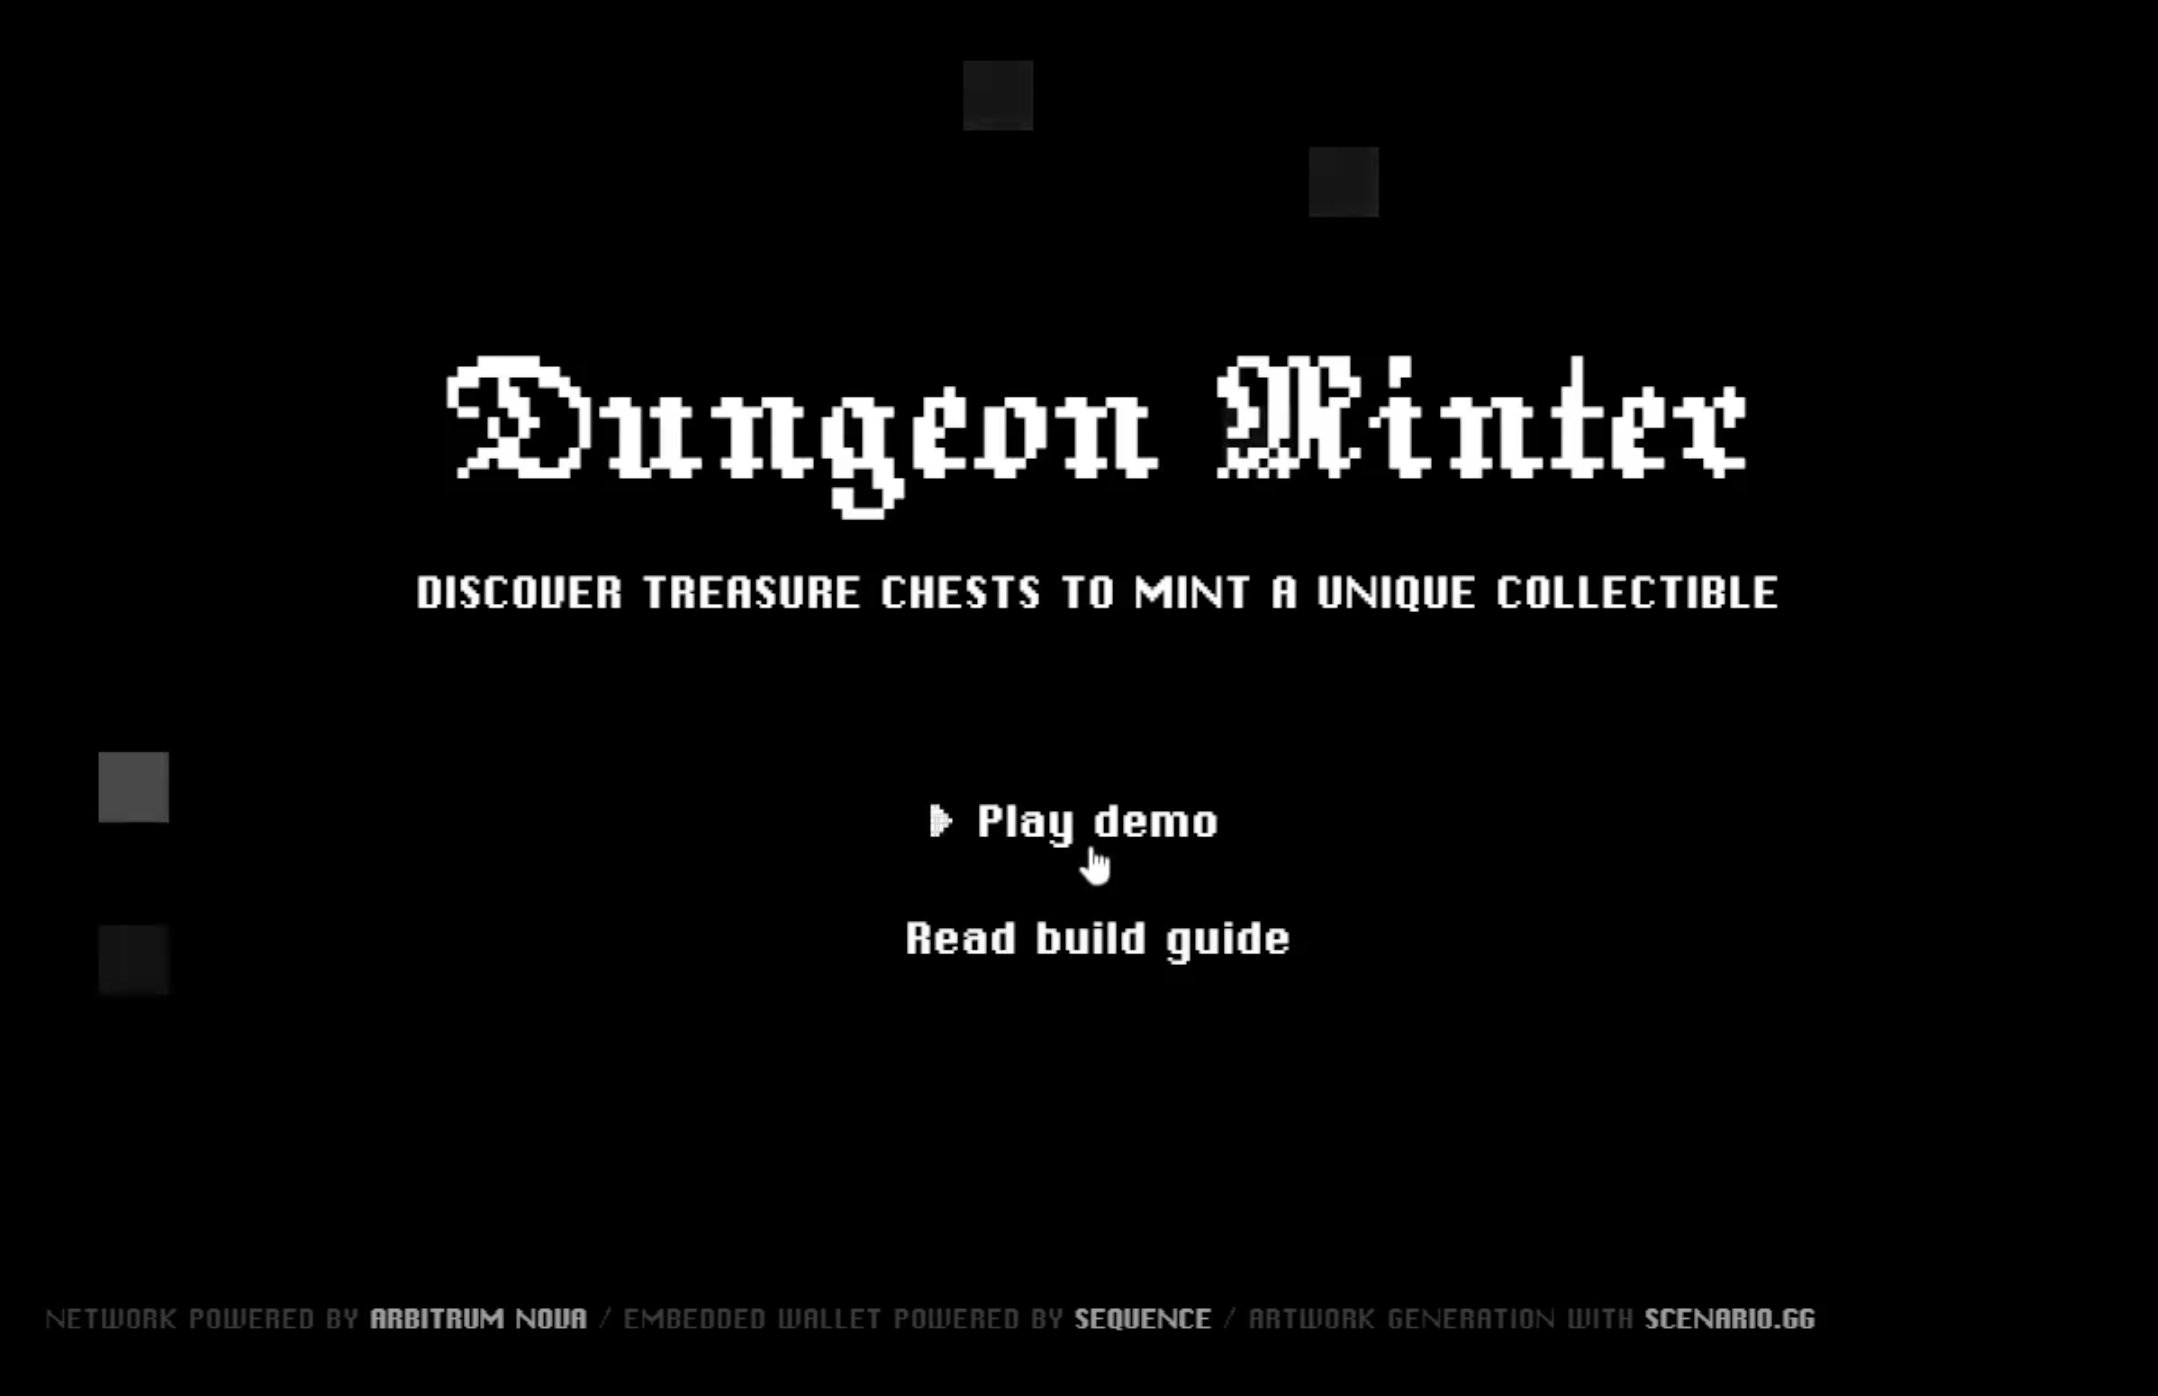 Dungeon Minter
DISCOVER TREASURE CHESTS TO MINT A UNIQUE COLLECTIBLE
Play demo
Read build guide
NETWORK POWERED BY ARBITRUM NOVA / EMBEDDED WALLET POWERED BY SEQUENCE / ARTWORK GENERATION WITH SCENARIO.GG